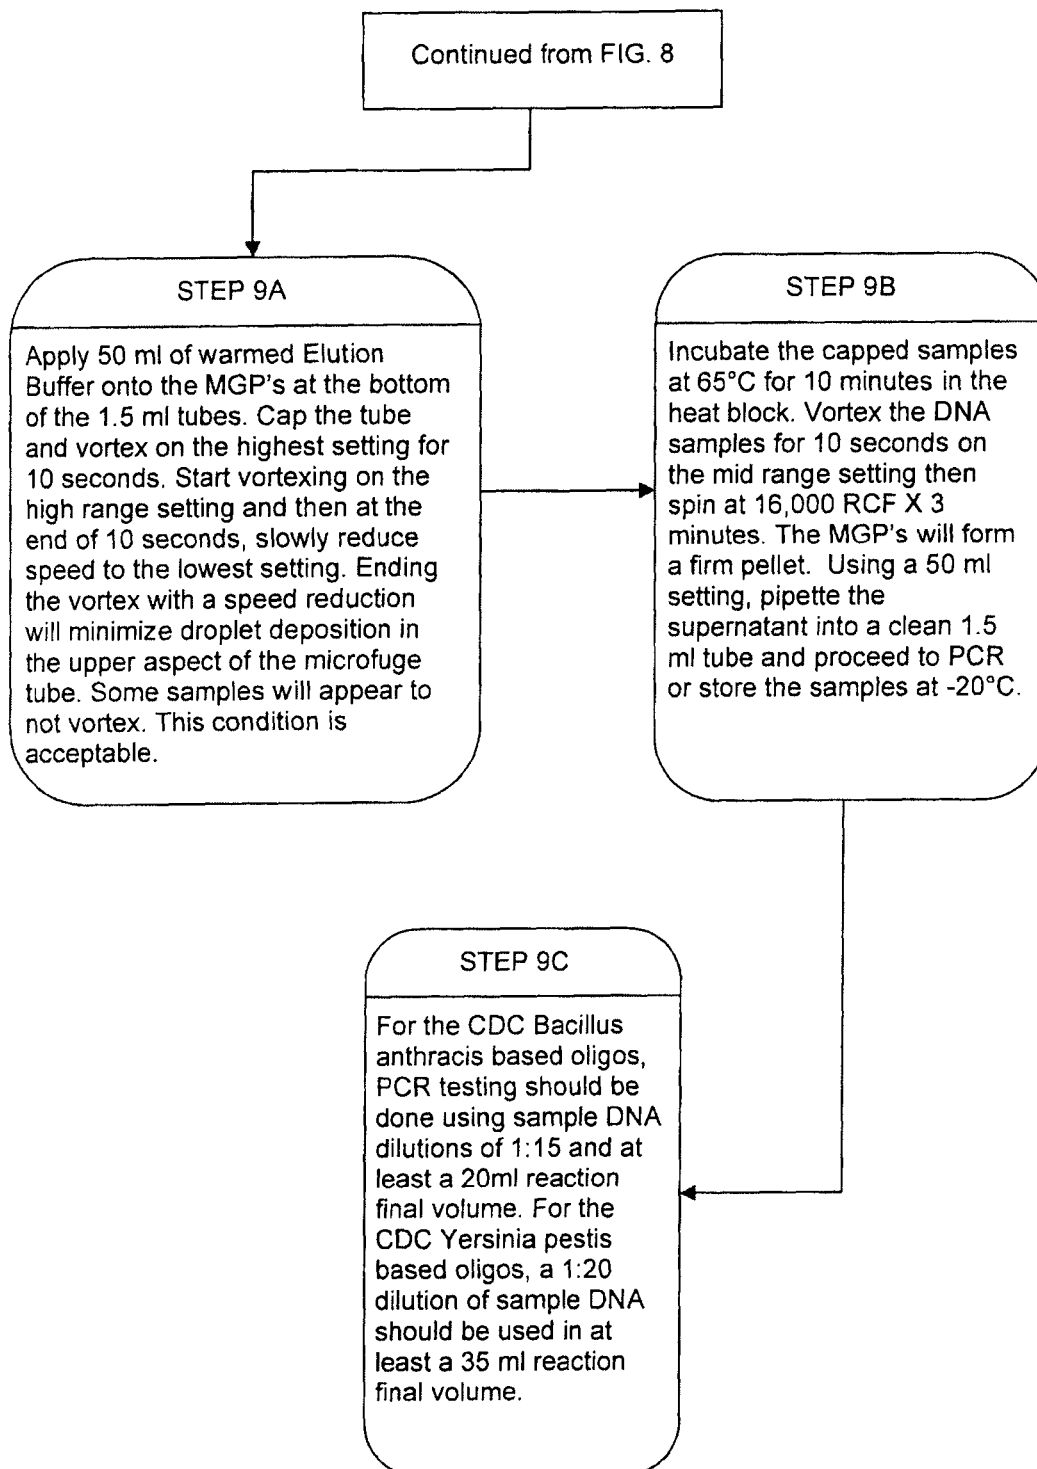 Continued from FIG. 8
STEP 9A
Apply 50 ml of warmed Elution
Buffer onto the MGP's at the bottom
of the 1.5 ml tubes. Cap the tube
and vortex on the highest setting for
10 seconds. Start vortexing on the
high range setting and then at the
end of 10 seconds, slowly reduce
speed to the lowest setting. Ending
the vortex with a speed reduction
will minimize droplet deposition in
the upper aspect of the microfuge
tube. Some samples will appear to
not vortex. This condition is
acceptable.
STEP 9B
Incubate the capped samples
at 65°C for 10 minutes in the
heat block. Vortex the DNA
samples for 10 seconds on
the mid range setting then
spin at 16,000 RCF X 3
minutes. The MGP's will form
a firm pellet. Using a 50 ml
setting, pipette the
supernatant into a clean 1.5
ml tube and proceed to PCR
or store the samples at -20°C.
STEP 9C
For the CDC Bacillus
anthracis based oligos,
PCR testing should be
done using sample DNA
dilutions of 1:15 and at
least a 20ml reaction
final volume. For the
CDC Yersinia pestis
based oligos, a 1:20
dilution of sample DNA
should be used in at
least a 35 ml reaction
final volume.